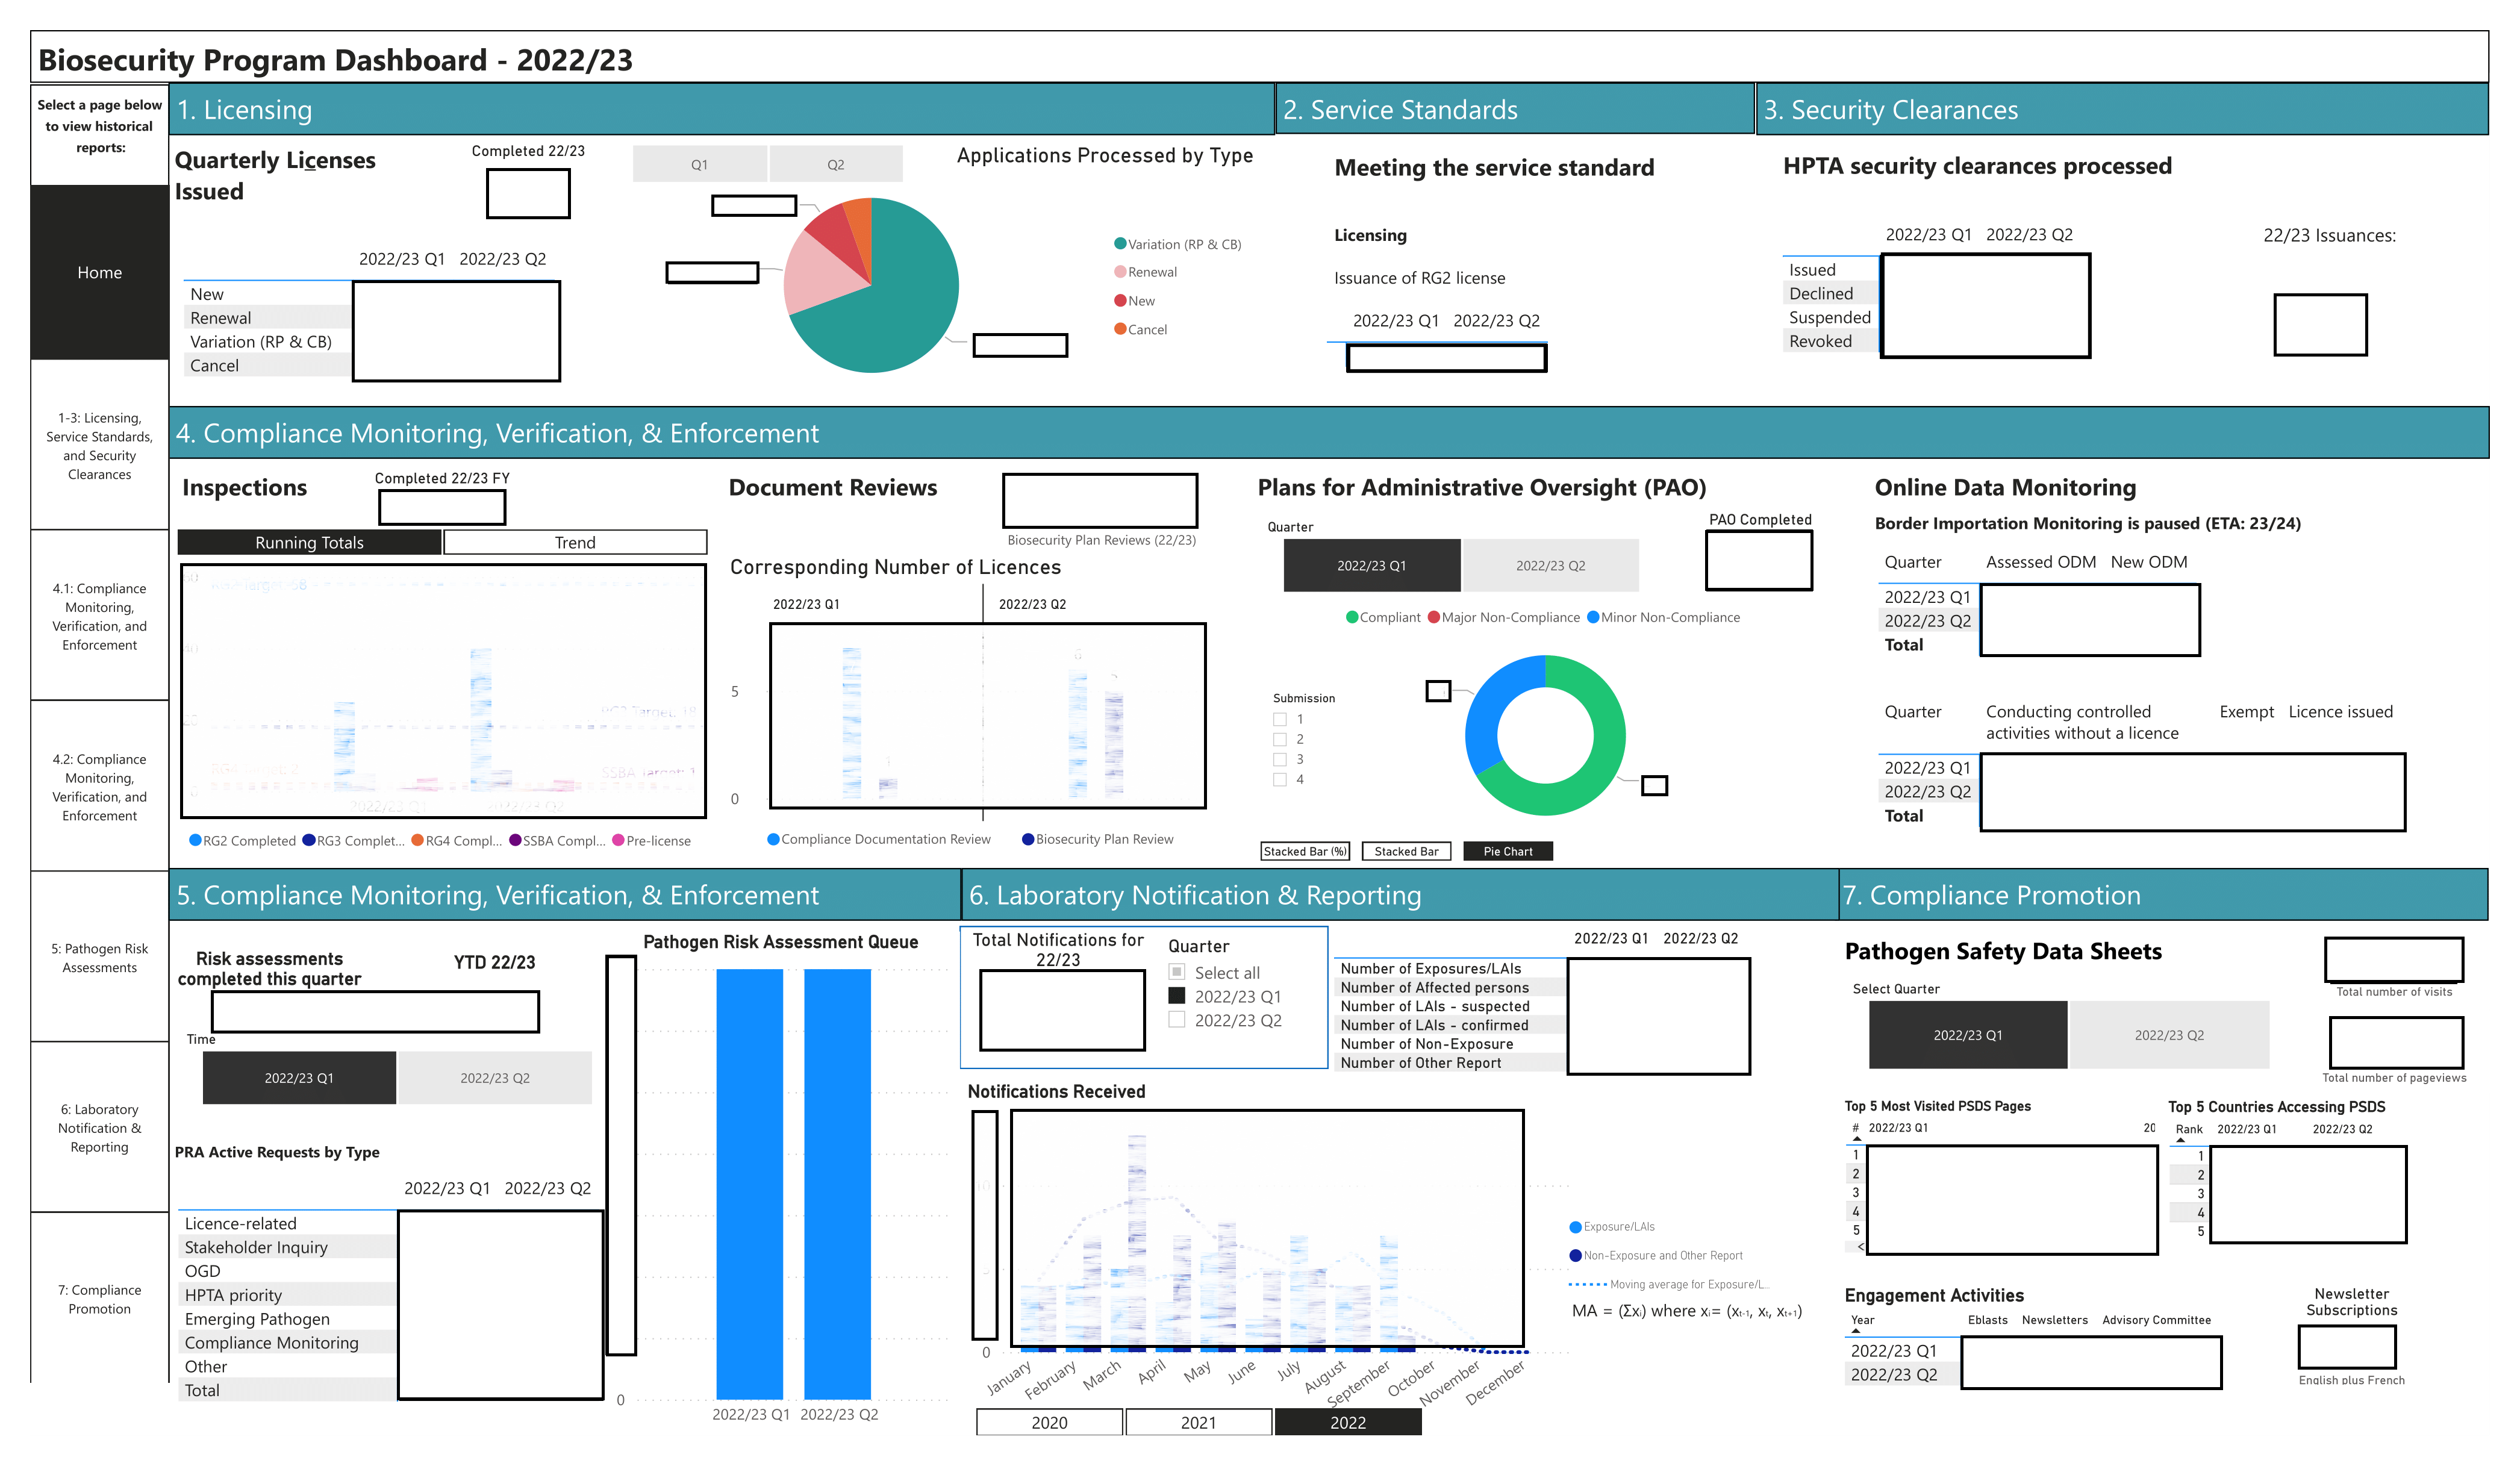 Biosecurity Program Dashboard - 2022/23
Select a page below
to view historical
reports:
Home
1-3: Licensing,
Service Standards,
and Security
Clearances
4.1: Compliance
Monitoring,
Verification, and
Enforcement
4.2: Compliance
Monitoring,
Verification, and
Enforcement
5: Pathogen Risk
Assessments
6: Laboratory
Notification &
Reporting
7: Compliance
Promotion
1. Licensing
Quarterly Licenses
Issued
Completed 22/23
2022/23 Q1 2022/23 Q2
New
Renewal
Variation (RP & CB)
Cancel
Q1 Q2
Applications Processed by Type
Variation (RP & CB)
Renewal
New
Cancel
2. Service Standards
Meeting the service standard
Licensing
Issuance of RG2 license
2022/23 Q1 2022/23 Q2
3. Security Clearances
HPTA security clearances processed
2022/23 Q1 2022/23 Q2
Issued
Declined
Suspended
Revoked
22/23 Issuances:
4. Compliance Monitoring, Verification, & Enforcement
Inspections
Completed 22/23 FY
Running Totals Trend
RG2 Completed RG3 Complet... RG4 Compl... SSBA Compl... Pre-license
Document Reviews
Biosecurity Plan Reviews (22/23)
Corresponding Number of Licences
2022/23 Q1 2022/23 Q2
5
0
Compliance Documentation Review Biosecurity Plan Review
Plans for Administrative Oversight (PAO)
Quarter
2022/23 Q1 2022/23 Q2
PAO Completed
Compliant Major Non-Compliance Minor Non-Compliance
Submission
1
2
3
4
Stacked Bar (%) Stacked Bar Pie Chart
Online Data Monitoring
Border Importation Monitoring is paused (ETA: 23/24)
Quarter Assessed ODM New ODM
2022/23 Q1
2022/23 Q2
Total
Quarter Conducting controlled Exempt Licence issued
activities without a licence
2022/23 Q1
2022/23 Q2
Total
5. Compliance Monitoring, Verification, & Enforcement
Risk assessments
completed this quarter
YTD 22/23
Time
2022/23 Q1 2022/23 Q2
PRA Active Requests by Type
2022/23 Q1 2022/23 Q2
Licence-related
Stakeholder Inquiry
OGD
HPTA priority
Emerging Pathogen
Compliance Monitoring
Other
Total
Pathogen Risk Assessment Queue
0
2022/23 Q1 2022/23 Q2
6. Laboratory Notification & Reporting
Total Notifications for
22/23
Quarter
Select all
2022/23 Q1
2022/23 Q2
2022/23 Q1 2022/23 Q2
Number of Exposures/LAIs
Number of Affected persons
Number of LAIs - suspected
Number of LAIs - confirmed
Number of Non-Exposure
Number of Other Report
Notifications Received
0
January February March April May June July August September October November December
Exposure/LAIs
Non-Exposure and Other Report
Moving average for Exposure/L...
MA = (Σxᵢ) where xᵢ= (xₜ₋₁, xₜ, xₜ₊₁)
2020 2021 2022
7. Compliance Promotion
Pathogen Safety Data Sheets
Total number of visits
Select Quarter
2022/23 Q1 2022/23 Q2
Total number of pageviews
Top 5 Most Visited PSDS Pages
# 2022/23 Q1 20
1
2
3
4
5
<
Top 5 Countries Accessing PSDS
Rank 2022/23 Q1 2022/23 Q2
1
2
3
4
5
Engagement Activities
Year Eblasts Newsletters Advisory Committee
2022/23 Q1
2022/23 Q2
Newsletter
Subscriptions
English plus French